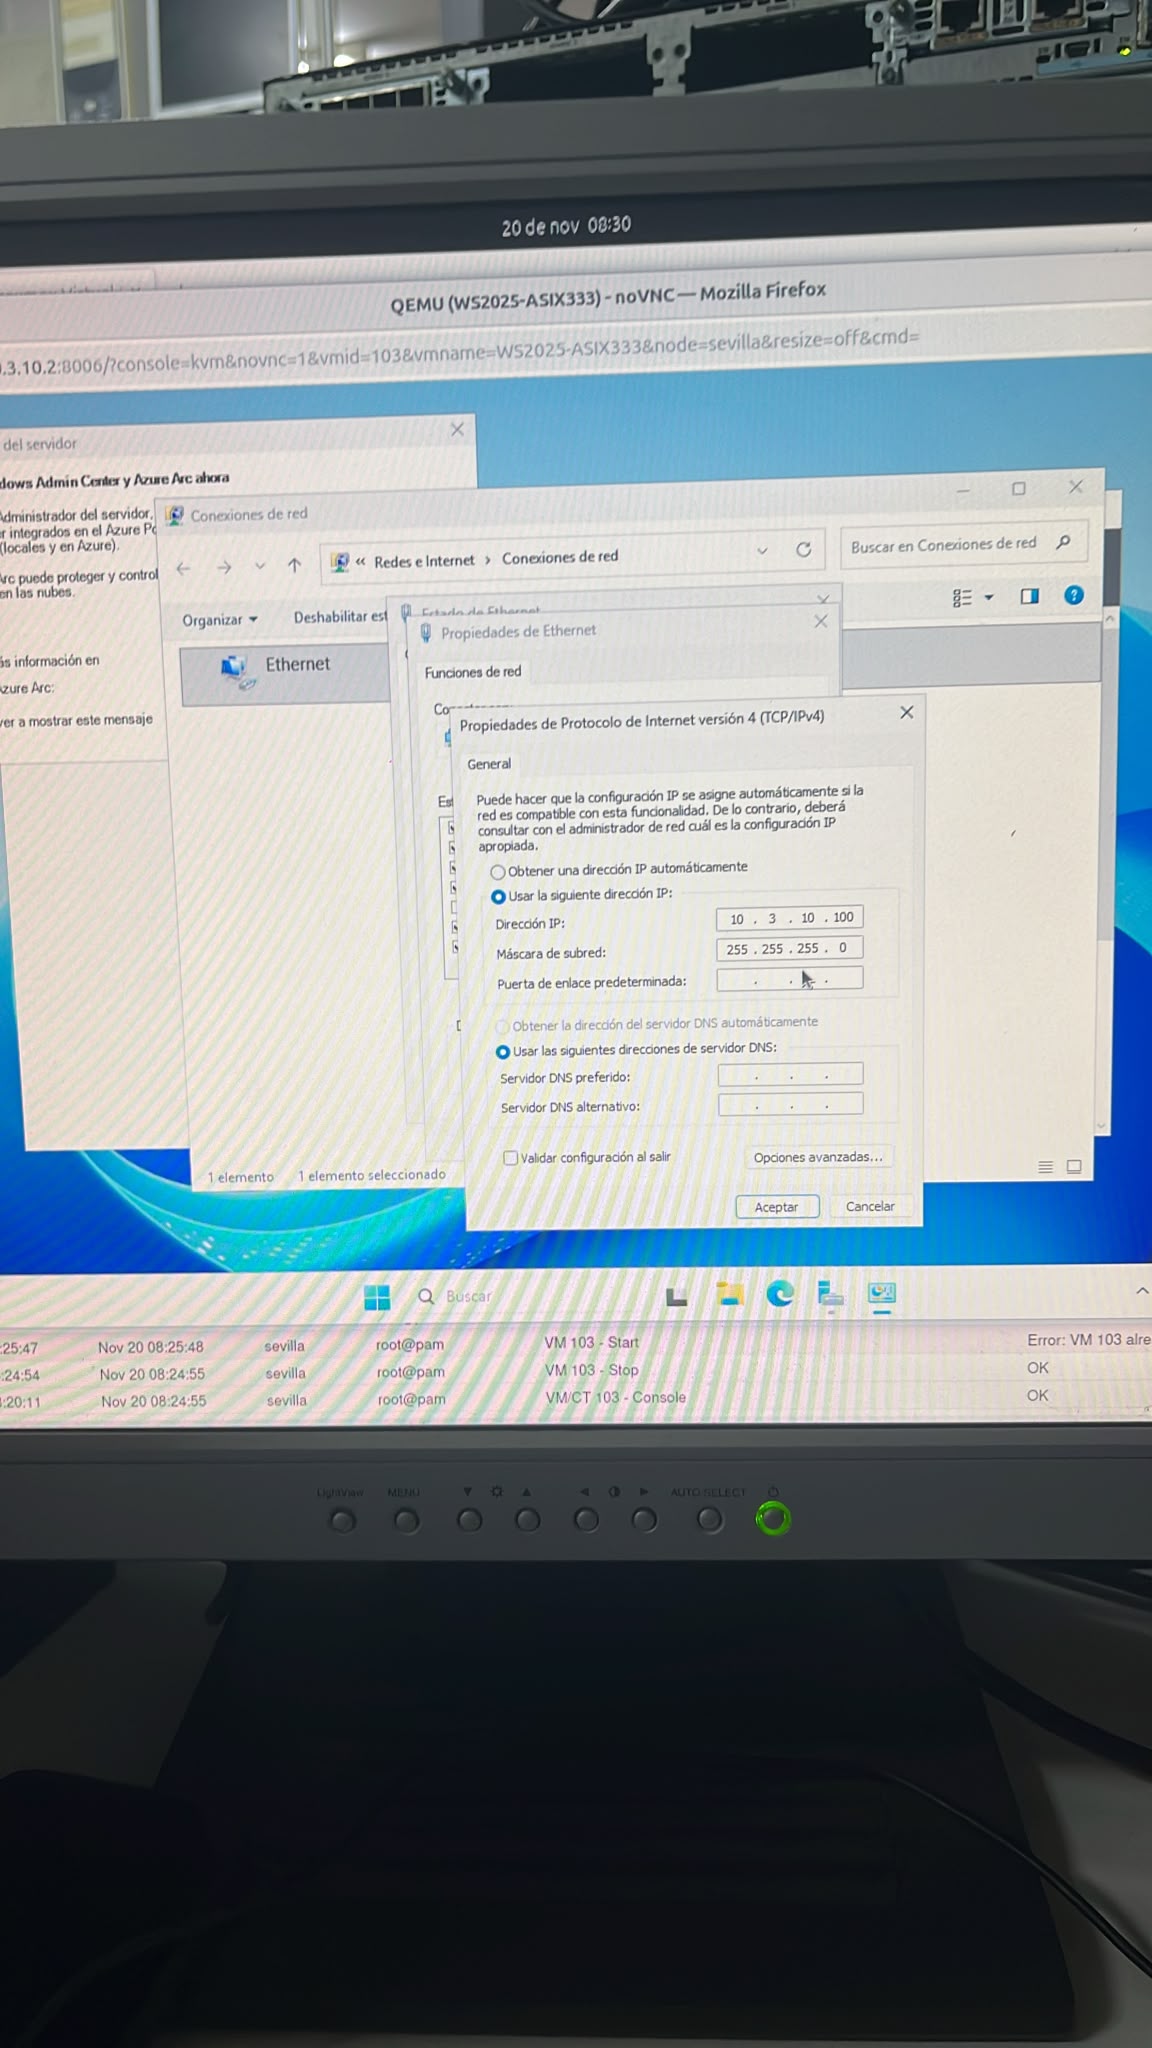 20 de nov 08:30
QEMU (WS2025-ASIX333) - noVNC — Mozilla Firefox
.3.10.2:8006/?console=kvm&novnc=1&vmid=103&vmname=WS2025-ASIX333&node=sevilla&resize=off&cmd=
del servidor
dows Admin Center y Azure Arc ahora
Administrador del servidor,
r integrados en el Azure Po
(locales y en Azure).
Arc puede proteger y control
en las nubes.
ás información en
zure Arc:
ver a mostrar este mensaje
Conexiones de red
« Redes e Internet › Conexiones de red
Buscar en Conexiones de red
Organizar
Deshabilitar est
Ethernet
Estado de Ethernet
Propiedades de Ethernet
Funciones de red
Co
Est
Propiedades de Protocolo de Internet versión 4 (TCP/IPv4)
General
Puede hacer que la configuración IP se asigne automáticamente si la
red es compatible con esta funcionalidad. De lo contrario, deberá
consultar con el administrador de red cuál es la configuración IP
apropiada.
Obtener una dirección IP automáticamente
Usar la siguiente dirección IP:
Dirección IP: 10 . 3 . 10 . 100
Máscara de subred: 255 . 255 . 255 . 0
Puerta de enlace predeterminada: . . .
Obtener la dirección del servidor DNS automáticamente
Usar las siguientes direcciones de servidor DNS:
Servidor DNS preferido: . . .
Servidor DNS alternativo: . . .
Validar configuración al salir
Opciones avanzadas...
Aceptar
Cancelar
1 elemento 1 elemento seleccionado
Buscar
:25:47 Nov 20 08:25:48 sevilla root@pam VM 103 - Start Error: VM 103 alre
:24:54 Nov 20 08:24:55 sevilla root@pam VM 103 - Stop OK
:20:11 Nov 20 08:24:55 sevilla root@pam VM/CT 103 - Console OK
LightView MENU AUTO/SELECT